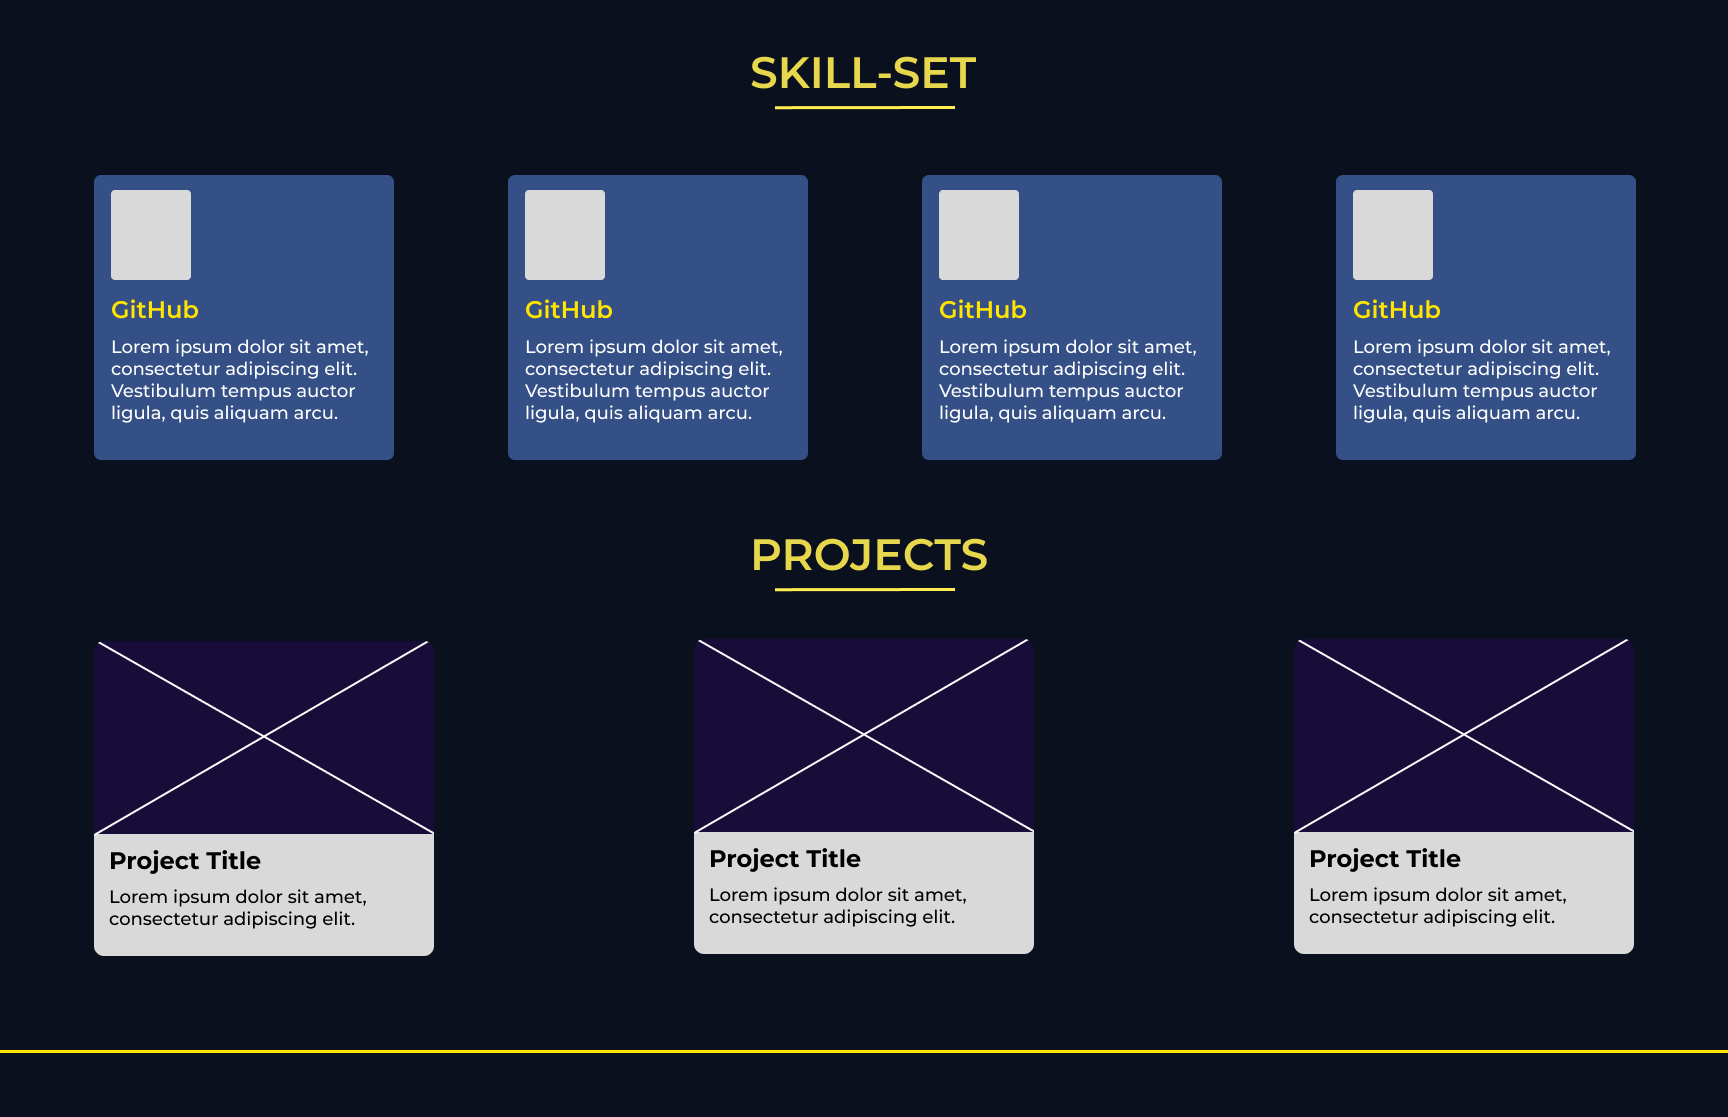 SKILL-SET
GitHub
Lorem ipsum dolor sit amet,
consectetur adipiscing elit.
Vestibulum tempus auctor
ligula, quis aliquam arcu.
GitHub
Lorem ipsum dolor sit amet,
consectetur adipiscing elit.
Vestibulum tempus auctor
ligula, quis aliquam arcu.
GitHub
Lorem ipsum dolor sit amet,
consectetur adipiscing elit.
Vestibulum tempus auctor
ligula, quis aliquam arcu.
GitHub
Lorem ipsum dolor sit amet,
consectetur adipiscing elit.
Vestibulum tempus auctor
ligula, quis aliquam arcu.
PROJECTS
Project Title
Lorem ipsum dolor sit amet,
consectetur adipiscing elit.
Project Title
Lorem ipsum dolor sit amet,
consectetur adipiscing elit.
Project Title
Lorem ipsum dolor sit amet,
consectetur adipiscing elit.